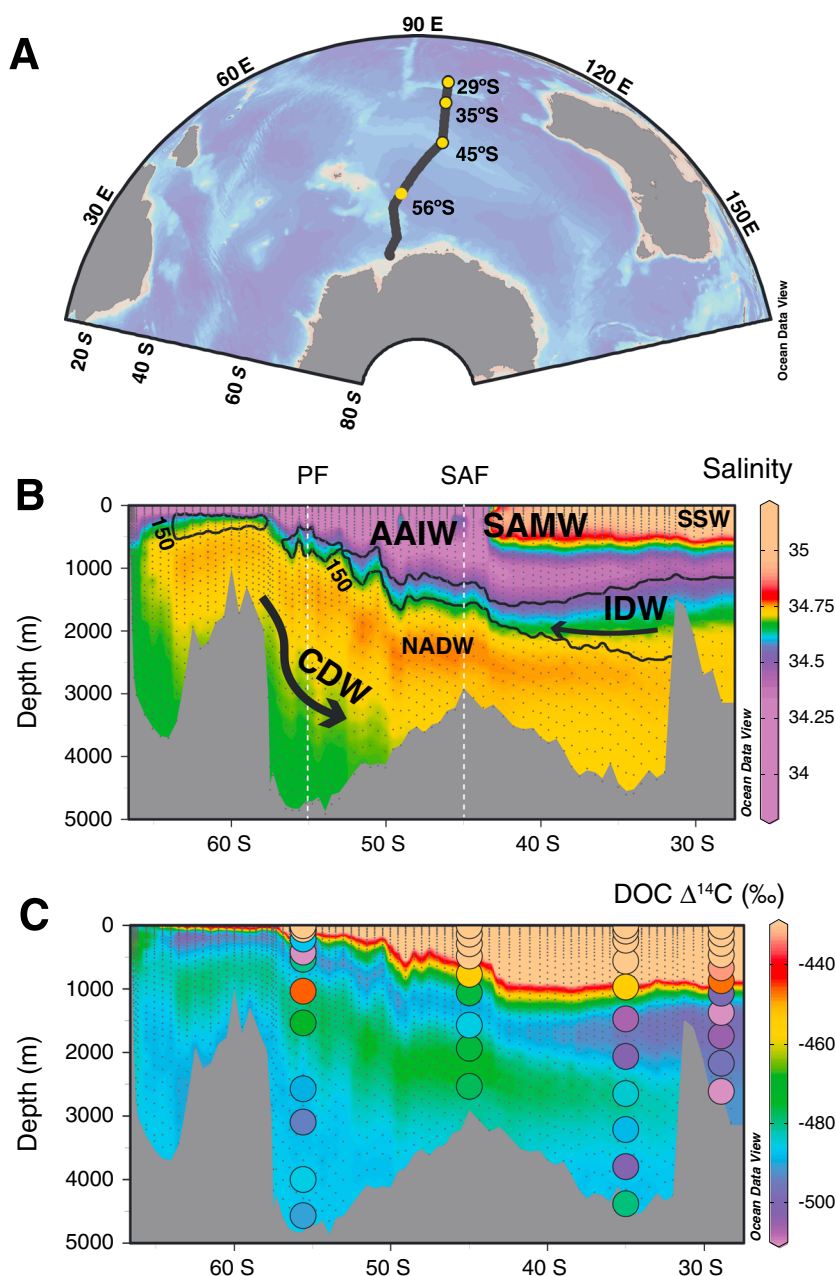 A
90 E
60 E
120 E
29ºS
35ºS
45ºS
56ºS
30 E
150 E
20 S
40 S
60 S
80 S
Ocean Data View
B
PF
SAF
Salinity
0
1000
2000
3000
4000
5000
Depth (m)
150
150
AAIW
SAMW
SSW
IDW
NADW
CDW
35
34.75
34.5
34.25
34
Ocean Data View
60 S
50 S
40 S
30 S
C
DOC Δ¹⁴C (‰)
0
1000
2000
3000
4000
5000
Depth (m)
-440
-460
-480
-500
Ocean Data View
60 S
50 S
40 S
30 S